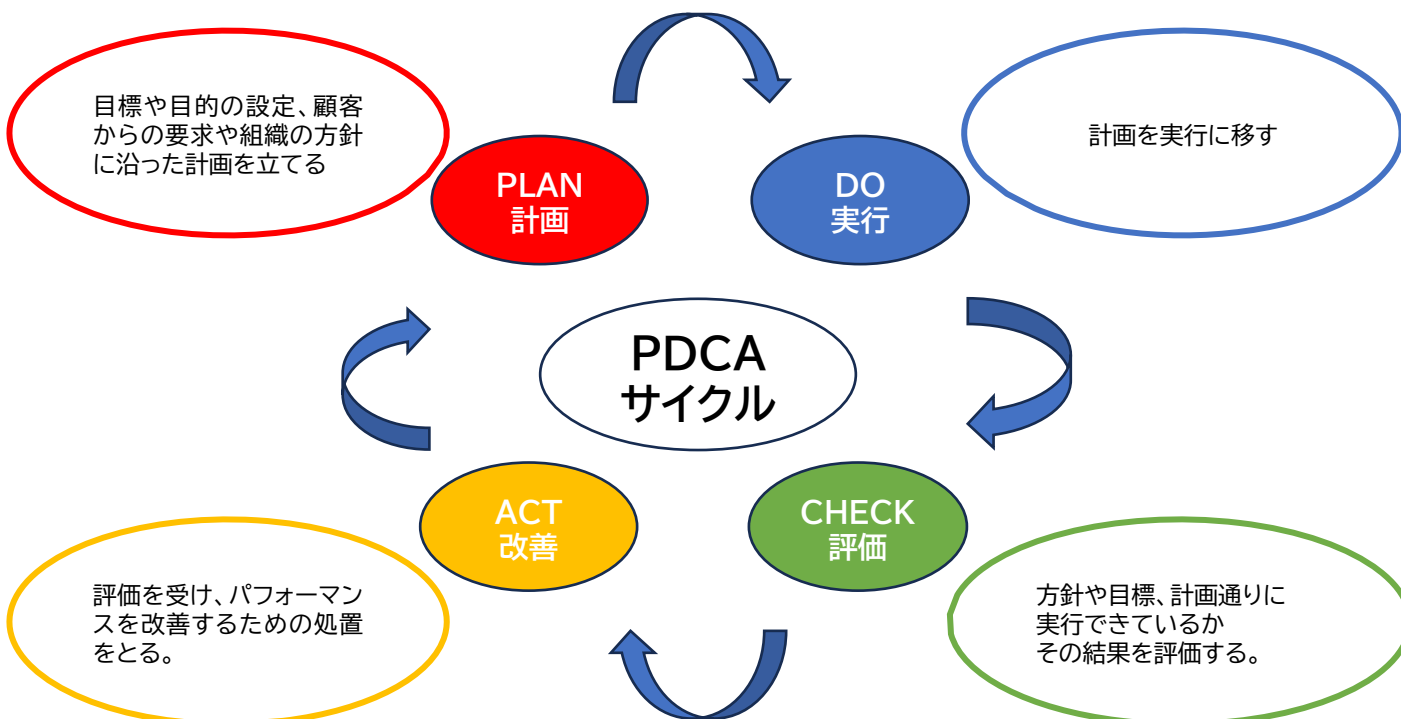 目標や目的の設定、顧客
からの要求や組織の方針
に沿った計画を立てる
PLAN
計画
DO
実行
計画を実行に移す
PDCA
サイクル
ACT
改善
CHECK
評価
評価を受け、パフォーマン
スを改善するための処置
をとる。
方針や目標、計画通りに
実行できているか
その結果を評価する。